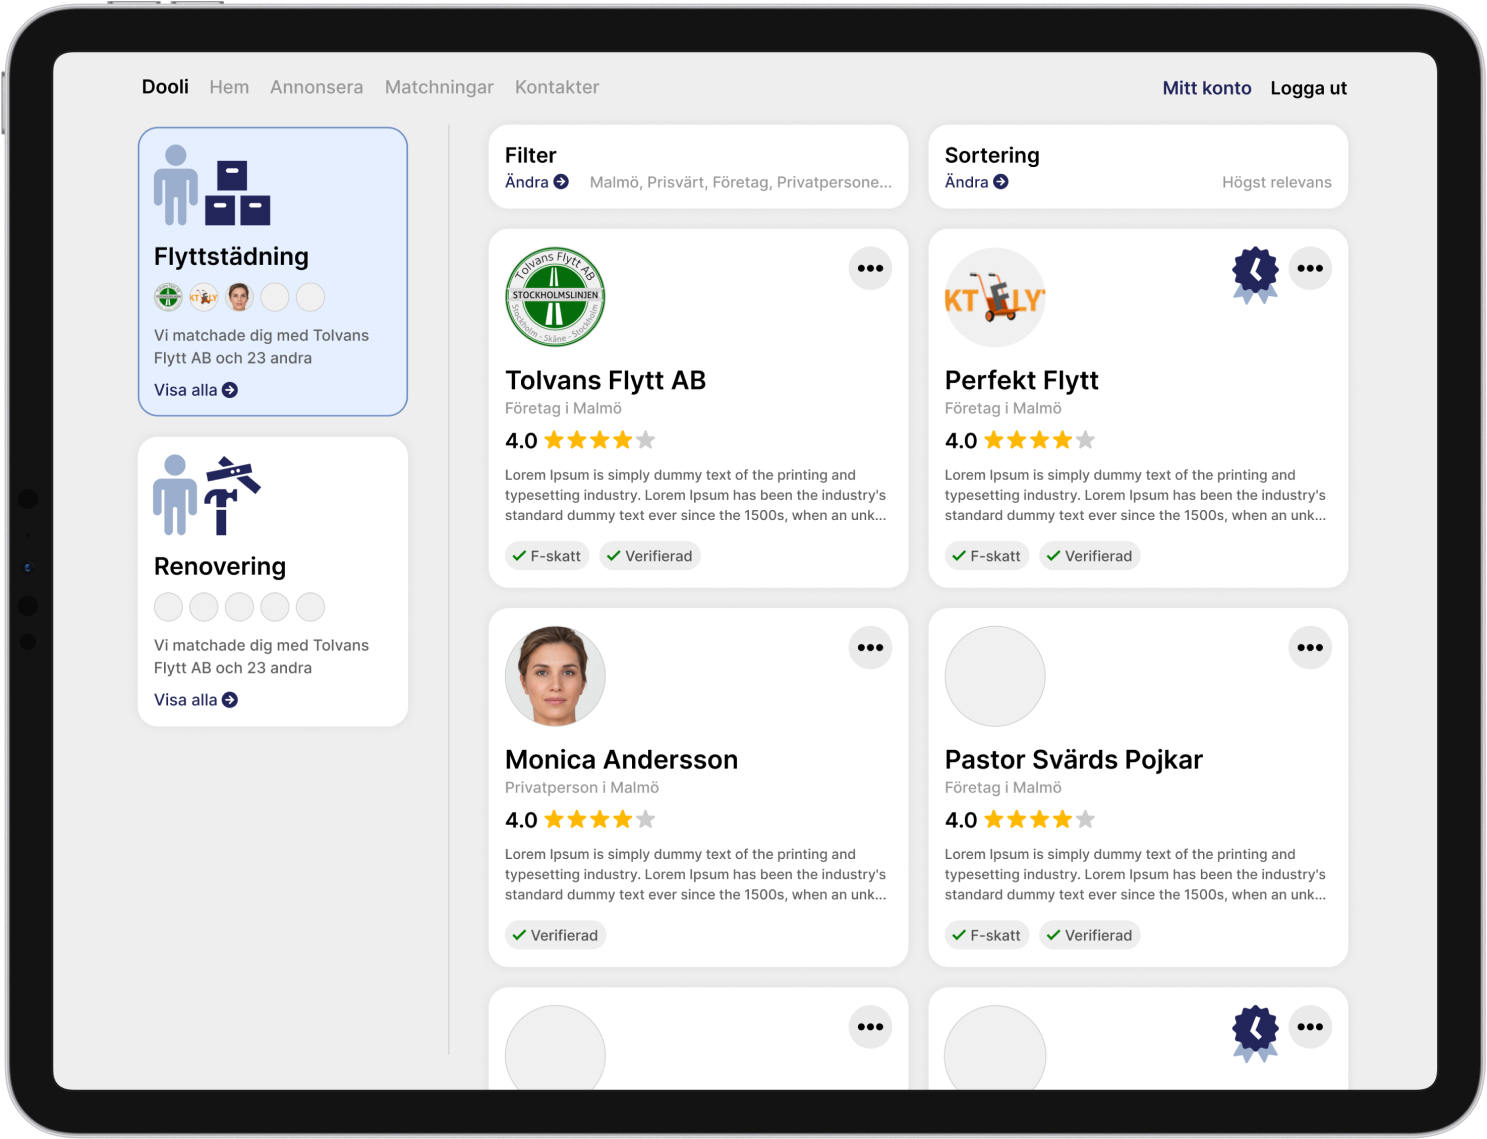 Dooli
Hem
Annonsera
Matchningar
Kontakter
Mitt konto
Logga ut
Flyttstädning
Vi matchade dig med Tolvans
Flytt AB och 23 andra
Visa alla
Renovering
Vi matchade dig med Tolvans
Flytt AB och 23 andra
Visa alla
Filter
Ändra
Malmö, Prisvärt, Företag, Privatpersone...
Sortering
Ändra
Högst relevans
Tolvans Flytt AB
STOCKHOLMSLINJEN
Stockholm - Skåne - Stockholm
Tolvans Flytt AB
Företag i Malmö
4.0
Lorem Ipsum is simply dummy text of the printing and
typesetting industry. Lorem Ipsum has been the industry's
standard dummy text ever since the 1500s, when an unk...
F-skatt
Verifierad
KT FLY
Perfekt Flytt
Företag i Malmö
4.0
Lorem Ipsum is simply dummy text of the printing and
typesetting industry. Lorem Ipsum has been the industry's
standard dummy text ever since the 1500s, when an unk...
F-skatt
Verifierad
Monica Andersson
Privatperson i Malmö
4.0
Lorem Ipsum is simply dummy text of the printing and
typesetting industry. Lorem Ipsum has been the industry's
standard dummy text ever since the 1500s, when an unk...
Verifierad
Pastor Svärds Pojkar
Företag i Malmö
4.0
Lorem Ipsum is simply dummy text of the printing and
typesetting industry. Lorem Ipsum has been the industry's
standard dummy text ever since the 1500s, when an unk...
F-skatt
Verifierad